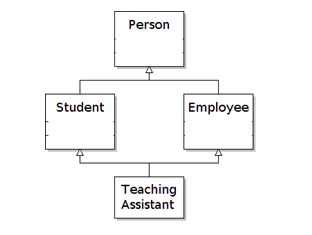 Person
Student
Employee
Teaching
Assistant